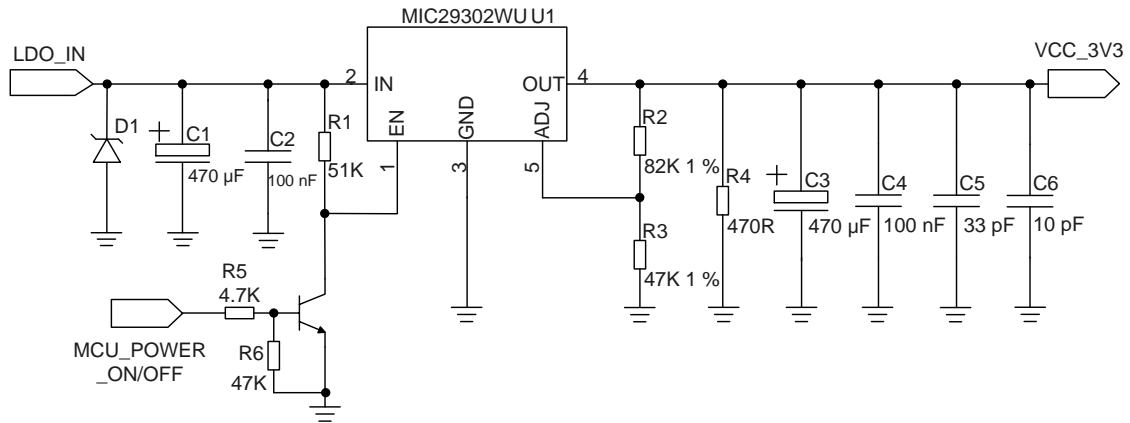 MIC29302WU U1
LDO_IN
VCC_3V3
2
IN
OUT
4
EN
GND
ADJ
1
3
5
D1
+
C1
470 µF
C2
100 nF
R1
51K
R2
82K 1 %
R3
47K 1 %
R4
470R
+
C3
470 µF
C4
100 nF
C5
33 pF
C6
10 pF
R5
4.7K
MCU_POWER
_ON/OFF
R6
47K